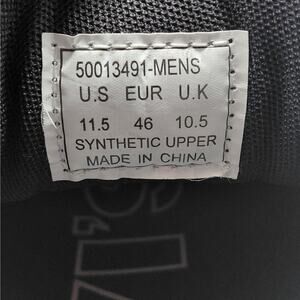 50013491-MENS
U.S EUR U.K
11.5 46 10.5
SYNTHETIC UPPER
MADE IN CHINA